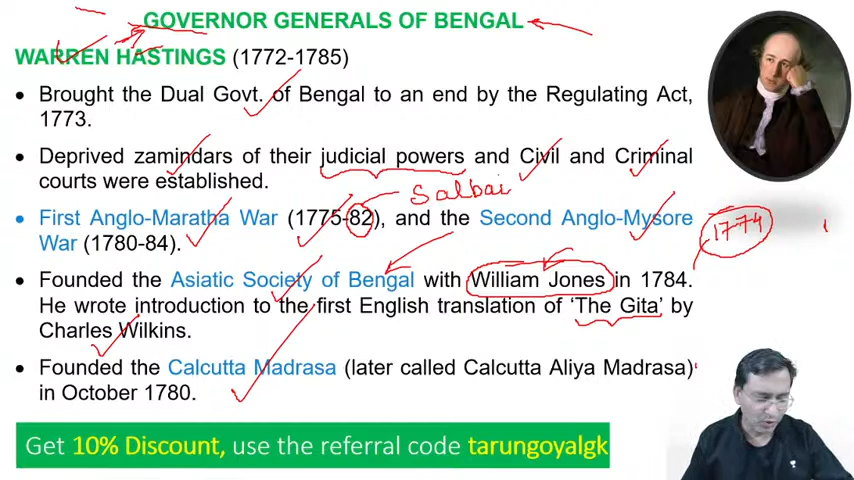 GOVERNOR GENERALS OF BENGAL
WARREN HASTINGS (1772-1785)
• Brought the Dual Govt. of Bengal to an end by the Regulating Act,
1773.
• Deprived zamindars of their judicial powers and Civil and Criminal
courts were established.
Salbai
• First Anglo-Maratha War (1775-82), and the Second Anglo-Mysore
War (1780-84).
1774
• Founded the Asiatic Society of Bengal with William Jones in 1784.
He wrote introduction to the first English translation of ‘The Gita’ by
Charles Wilkins.
• Founded the Calcutta Madrasa (later called Calcutta Aliya Madrasa)
in October 1780.
Get 10% Discount, use the referral code tarungoyalgk